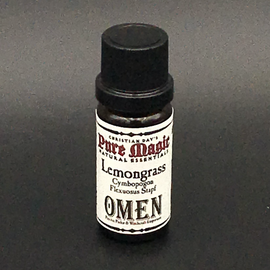 CHRISTIAN DAY'S
Pure Magic
NATURAL ESSENTIALS
Lemongrass
Cymbopogon
Flexuosus Stapf
OMEN